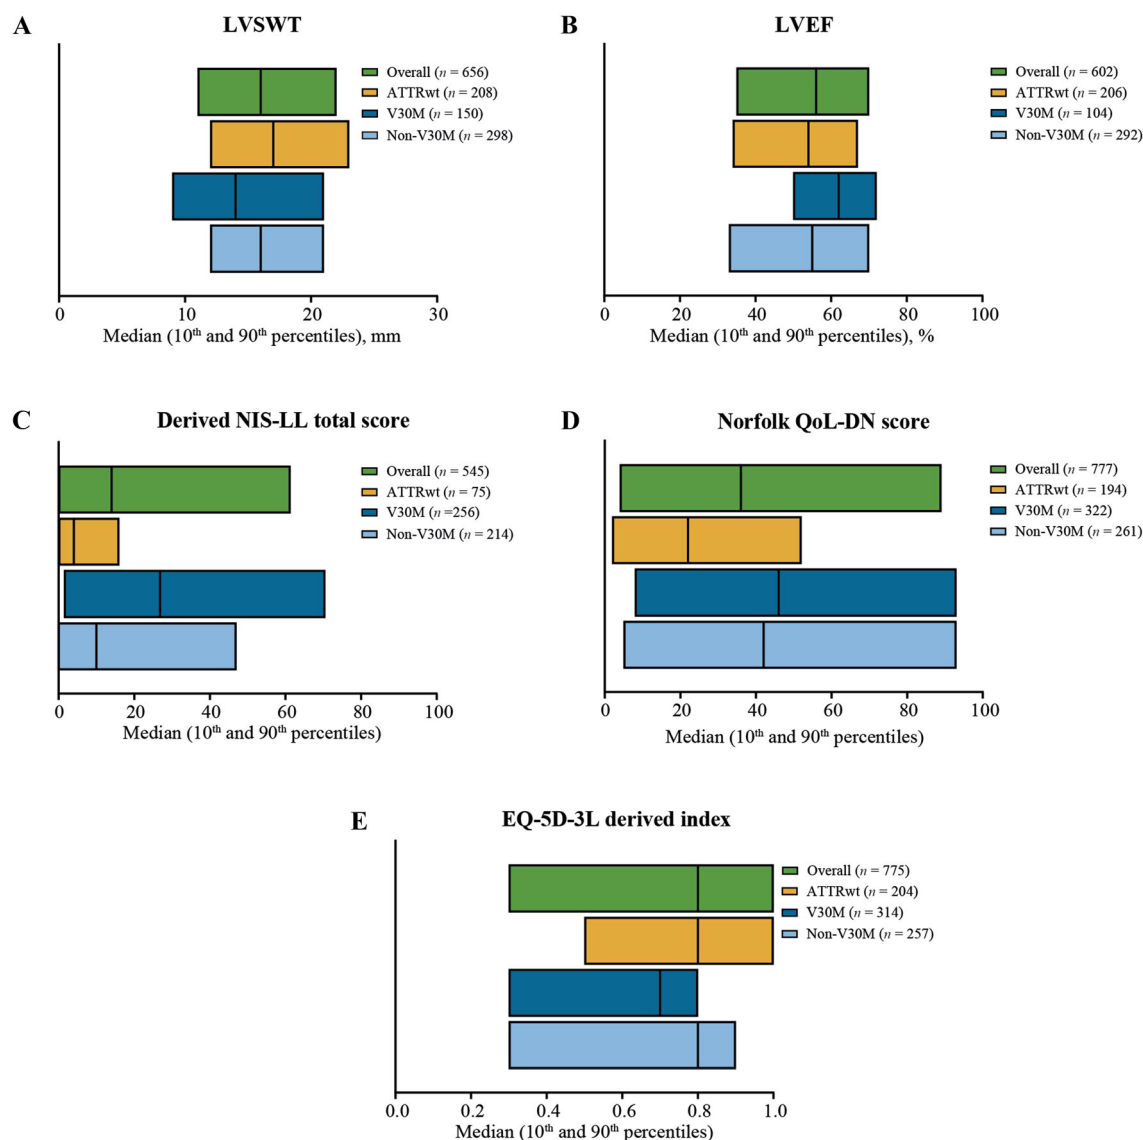 A
LVSWT
Overall (n = 656)
ATTRwt (n = 208)
V30M (n = 150)
Non-V30M (n = 298)
0 10 20 30
Median (10th and 90th percentiles), mm
B
LVEF
Overall (n = 602)
ATTRwt (n = 206)
V30M (n = 104)
Non-V30M (n = 292)
0 20 40 60 80 100
Median (10th and 90th percentiles), %
C
Derived NIS-LL total score
Overall (n = 545)
ATTRwt (n = 75)
V30M (n =256)
Non-V30M (n = 214)
0 20 40 60 80 100
Median (10th and 90th percentiles)
D
Norfolk QoL-DN score
Overall (n = 777)
ATTRwt (n = 194)
V30M (n = 322)
Non-V30M (n = 261)
0 20 40 60 80 100
Median (10th and 90th percentiles)
E
EQ-5D-3L derived index
Overall (n = 775)
ATTRwt (n = 204)
V30M (n = 314)
Non-V30M (n = 257)
0.0 0.2 0.4 0.6 0.8 1.0
Median (10th and 90th percentiles)